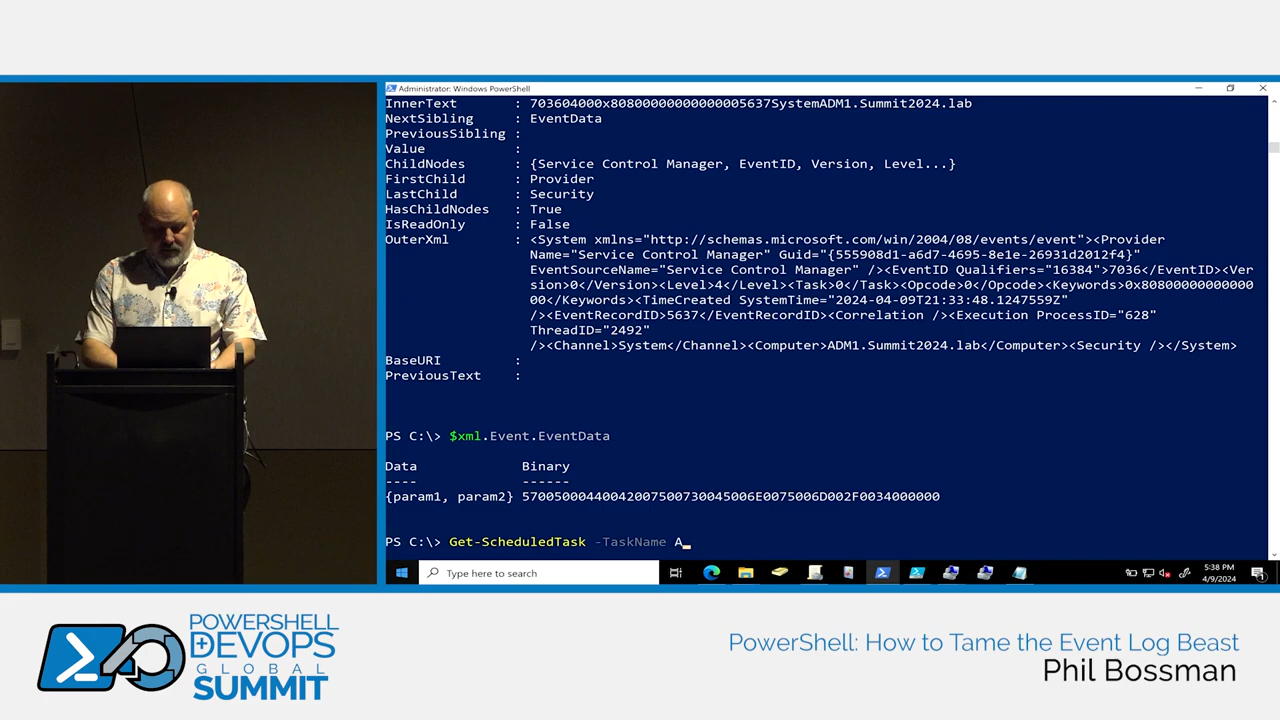 Administrator: Windows PowerShell
InnerText : 703604000x80800000000000005637SystemADM1.Summit2024.lab
NextSibling : EventData
PreviousSibling :
Value :
ChildNodes : {Service Control Manager, EventID, Version, Level...}
FirstChild : Provider
LastChild : Security
HasChildNodes : True
IsReadOnly : False
OuterXml : <System xmlns="http://schemas.microsoft.com/win/2004/08/events/event"><Provider
Name="Service Control Manager" Guid="{555908d1-a6d7-4695-8e1e-26931d2012f4}"
EventSourceName="Service Control Manager" /><EventID Qualifiers="16384">7036</EventID><Ver
sion>0</Version><Level>4</Level><Task>0</Task><Opcode>0</Opcode><Keywords>0x80800000000000
00</Keywords><TimeCreated SystemTime="2024-04-09T21:33:48.1247559Z"
/><EventRecordID>5637</EventRecordID><Correlation /><Execution ProcessID="628"
ThreadID="2492"
/><Channel>System</Channel><Computer>ADM1.Summit2024.lab</Computer><Security /></System>
BaseURI :
PreviousText :
PS C:\> $xml.Event.EventData
Data Binary
---- ------
{param1, param2} 57005000440042007500730045006E0075006D002F0034000000
PS C:\> Get-ScheduledTask -TaskName A_
Type here to search
5:38 PM
4/9/2024
POWERSHELL
+DEVOPS
GLOBAL
SUMMIT
PowerShell: How to Tame the Event Log Beast
Phil Bossman